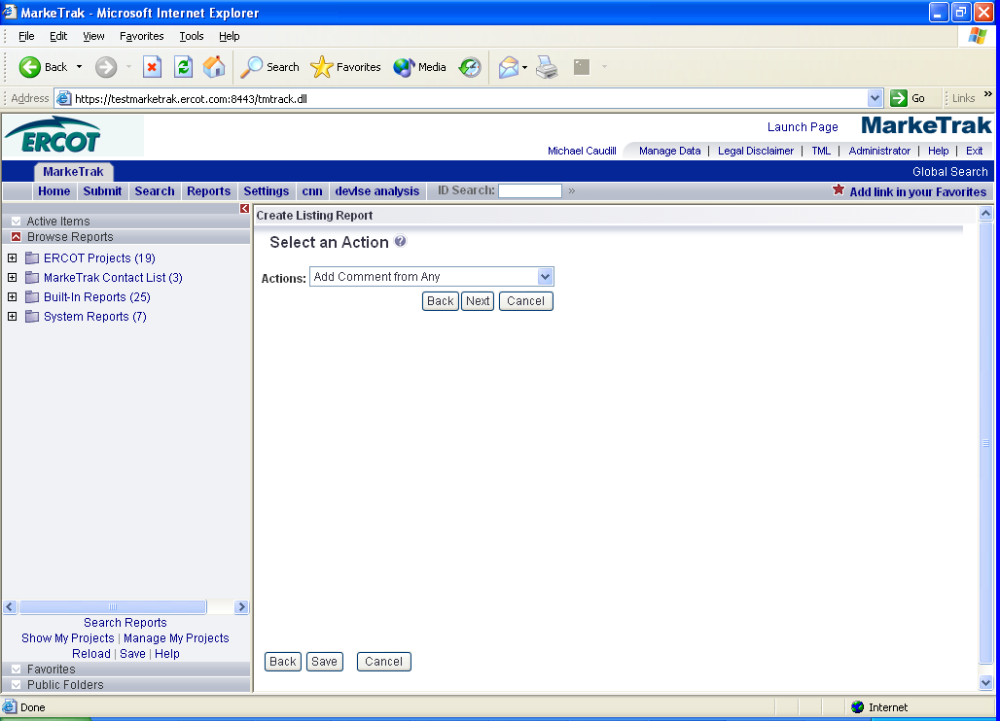 MarkeTrak - Microsoft Internet Explorer
File Edit View Favorites Tools Help
Back Search Favorites Media
Address https://testmarketrak.ercot.com:8443/tmtrack.dll Go Links »
ERCOT Launch Page MarkeTrak
Michael Caudill Manage Data | Legal Disclaimer | TML | Administrator | Help | Exit
MarkeTrak Global Search
Home Submit Search Reports Settings cnn devise analysis ID Search: » Add link in your Favorites
Active Items
Browse Reports
ERCOT Projects (19)
MarkeTrak Contact List (3)
Built-In Reports (25)
System Reports (7)
Search Reports
Show My Projects | Manage My Projects
Reload | Save | Help
Favorites
Public Folders
Create Listing Report
Select an Action ?
Actions: Add Comment from Any
Back Next Cancel
Back Save Cancel
Done Internet